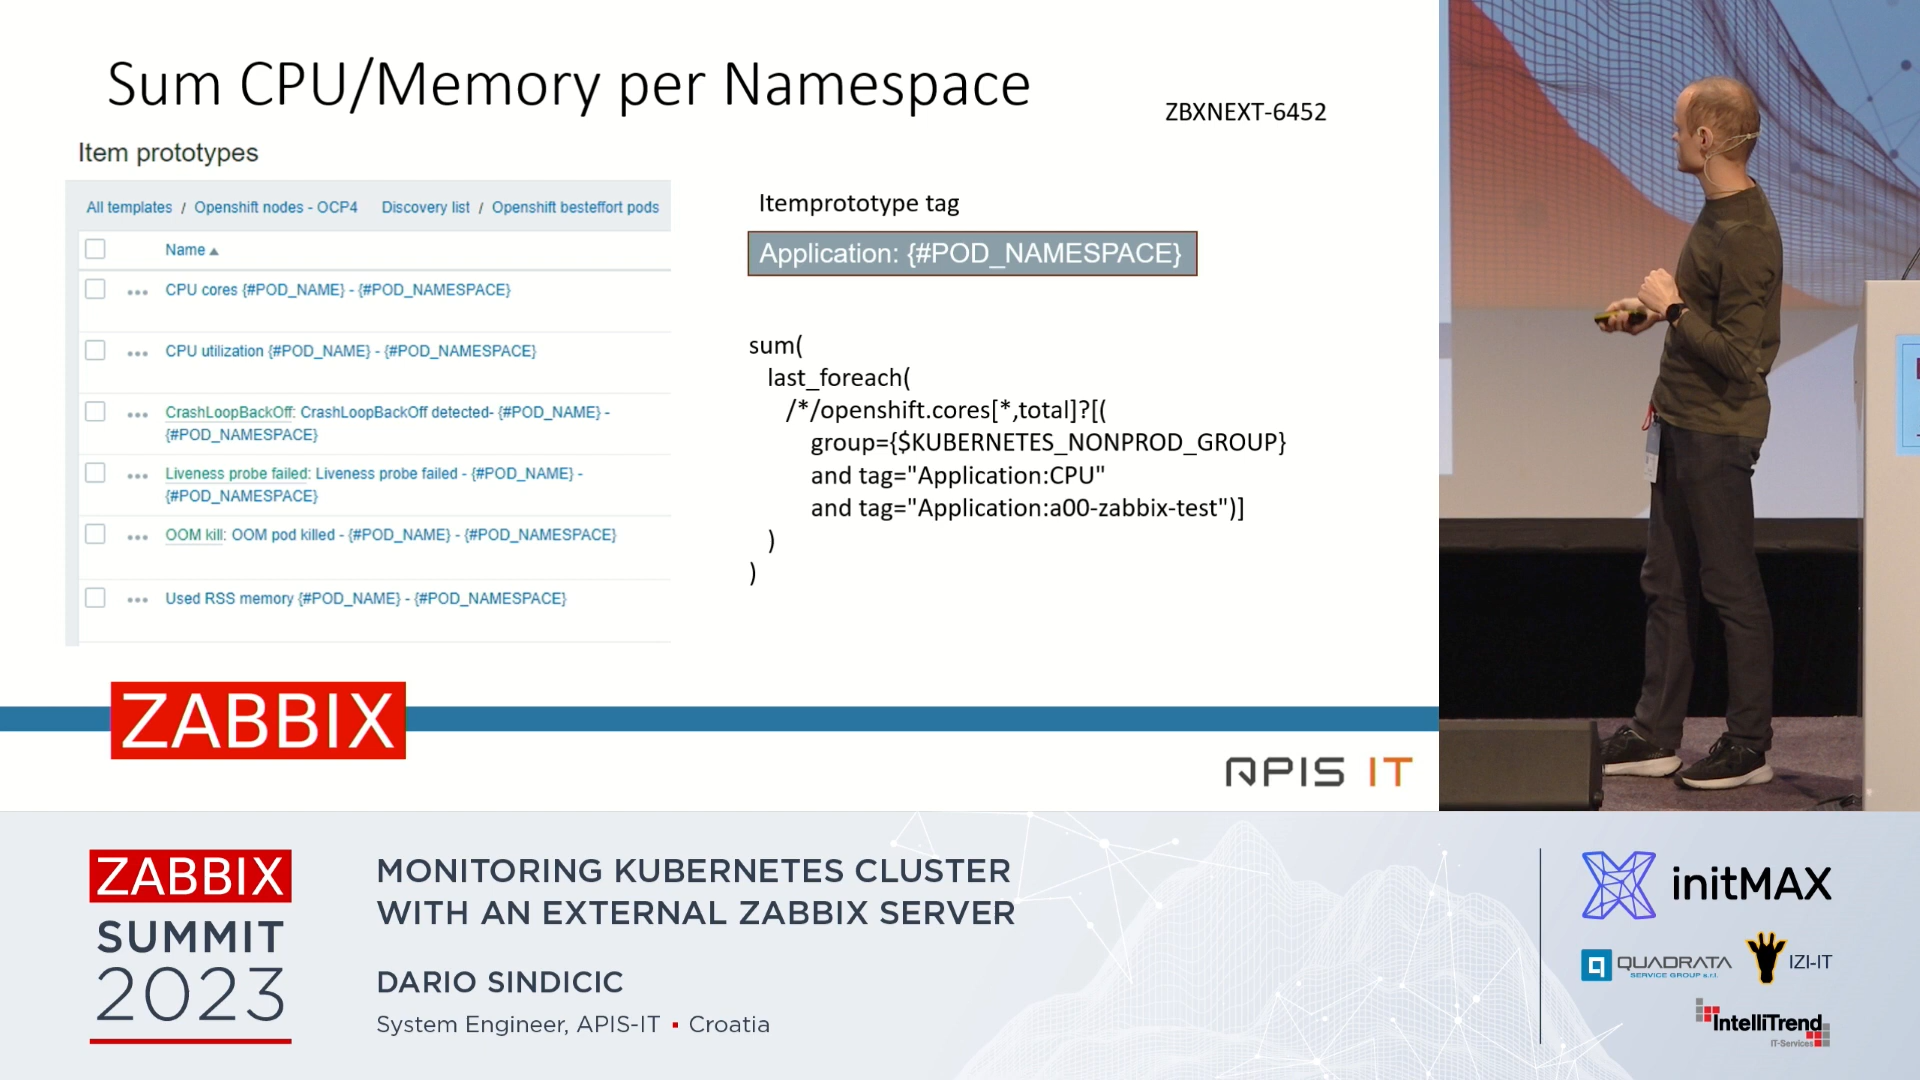 Sum CPU/Memory per Namespace
ZBXNEXT-6452
Item prototypes
All templates / Openshift nodes - OCP4 Discovery list / Openshift besteffort pods
Name
CPU cores {#POD_NAME} - {#POD_NAMESPACE}
CPU utilization {#POD_NAME} - {#POD_NAMESPACE}
CrashLoopBackOff: CrashLoopBackOff detected- {#POD_NAME} -
{#POD_NAMESPACE}
Liveness probe failed: Liveness probe failed - {#POD_NAME} -
{#POD_NAMESPACE}
OOM kill: OOM pod killed - {#POD_NAME} - {#POD_NAMESPACE}
Used RSS memory {#POD_NAME} - {#POD_NAMESPACE}
Itemprototype tag
Application: {#POD_NAMESPACE}
sum(
last_foreach(
/*/openshift.cores[*,total]?[(
group={$KUBERNETES_NONPROD_GROUP}
and tag="Application:CPU"
and tag="Application:a00-zabbix-test")]
)
)
ZABBIX
APIS IT
ZABBIX
SUMMIT
2023
MONITORING KUBERNETES CLUSTER
WITH AN EXTERNAL ZABBIX SERVER
DARIO SINDICIC
System Engineer, APIS-IT ▪ Croatia
initMAX
QUADRATA
SERVICE GROUP s.r.l.
IZI-IT
IntelliTrend
IT-Services